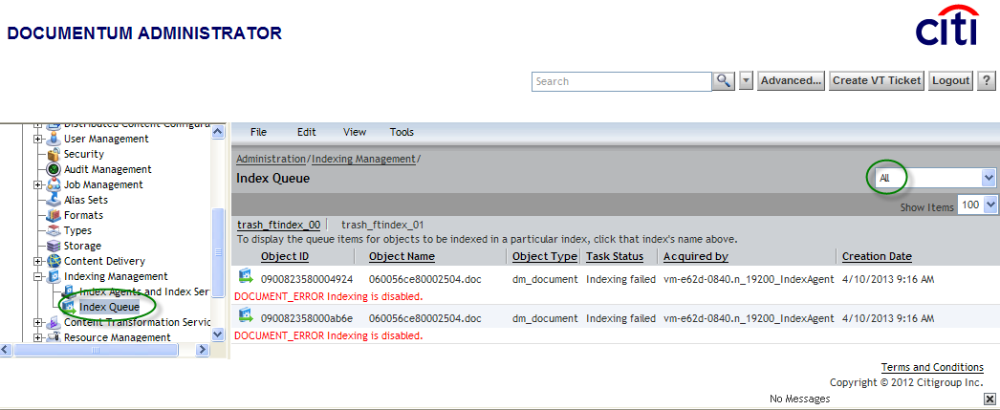 DOCUMENTUM ADMINISTRATOR
citi
Search
Advanced...
Create VT Ticket
Logout
?
Distributed Content Configura
User Management
Security
Audit Management
Job Management
Alias Sets
Formats
Types
Storage
Content Delivery
Indexing Management
Index Agents and Index Ser
Index Queue
Content Transformation Servic
Resource Management
File Edit View Tools
Administration/Indexing Management/
Index Queue
All
Show Items 100
trash_ftindex_00 trash_ftindex_01
To display the queue items for objects to be indexed in a particular index, click that index's name above.
Object ID Object Name Object Type Task Status Acquired by Creation Date
0900823580004924 060056ce80002504.doc dm_document Indexing failed vm-e62d-0840.n_19200_IndexAgent 4/10/2013 9:16 AM
DOCUMENT_ERROR Indexing is disabled.
090082358000ab6e 060056ce80002504.doc dm_document Indexing failed vm-e62d-0840.n_19200_IndexAgent 4/10/2013 9:16 AM
DOCUMENT_ERROR Indexing is disabled.
Terms and Conditions
Copyright © 2012 Citigroup Inc.
No Messages